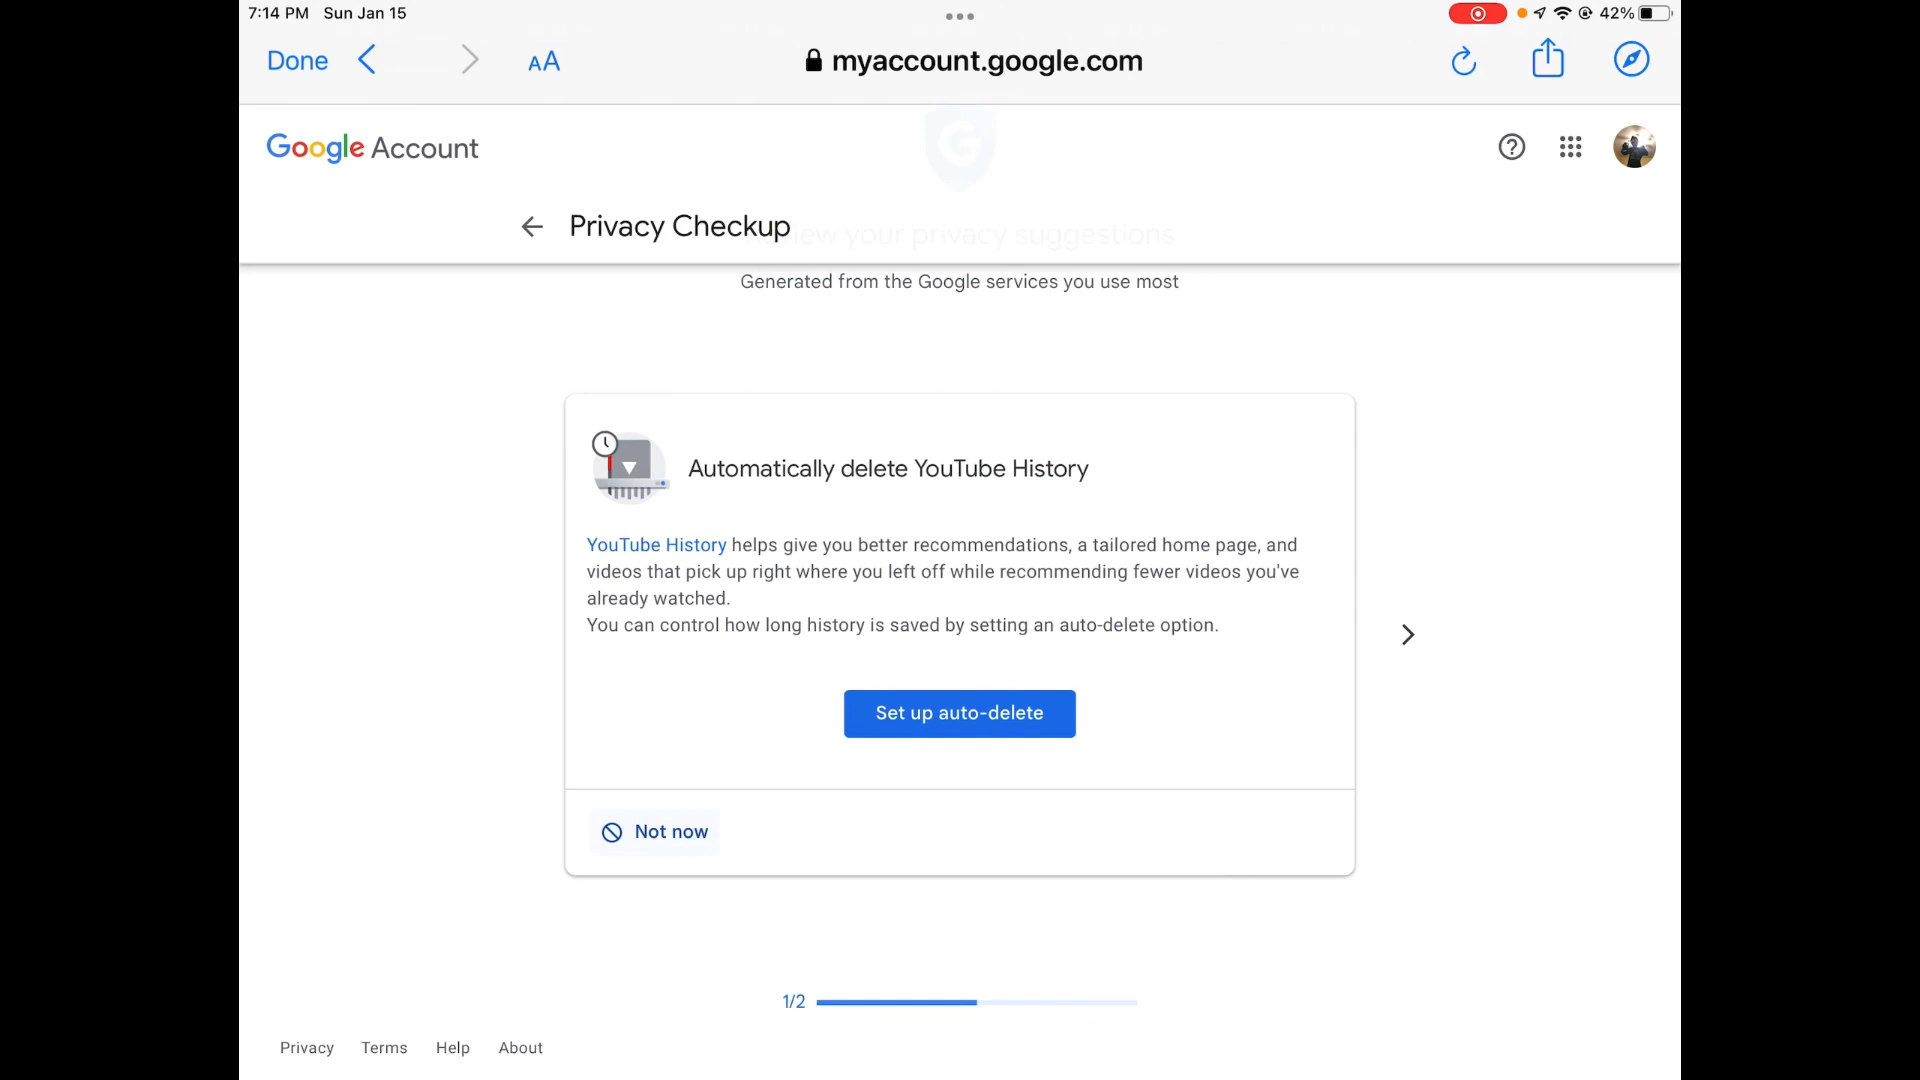 7:14 PM Sun Jan 15
42%
Done
AA
myaccount.google.com
Google Account
Privacy Checkup
Review your privacy suggestions
Generated from the Google services you use most
Automatically delete YouTube History
YouTube History helps give you better recommendations, a tailored home page, and
videos that pick up right where you left off while recommending fewer videos you've
already watched.
You can control how long history is saved by setting an auto-delete option.
Set up auto-delete
Not now
1/2
Privacy Terms Help About